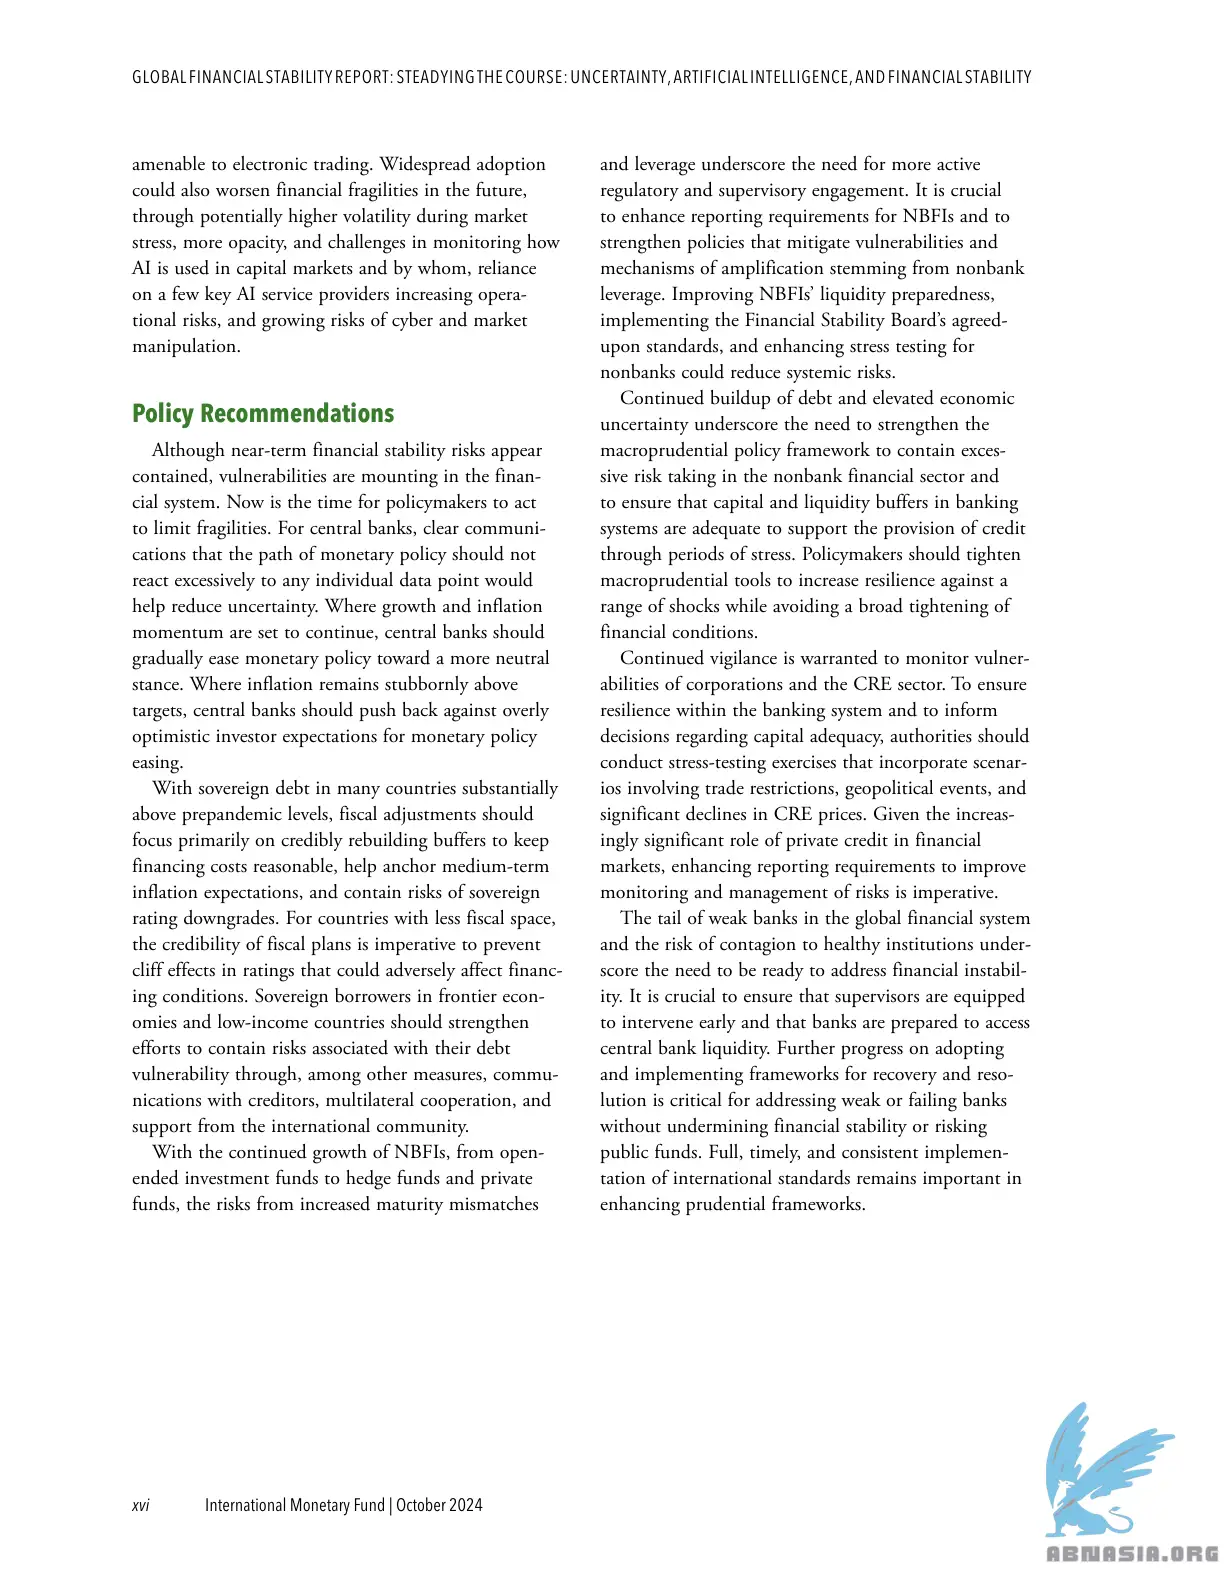 GLOBAL FINANCIAL STABILITY REPORT: STEADYING THE COURSE: UNCERTAINTY, ARTIFICIAL INTELLIGENCE, AND FINANCIAL STABILITY
amenable to electronic trading. Widespread adoption
could also worsen financial fragilities in the future,
through potentially higher volatility during market
stress, more opacity, and challenges in monitoring how
AI is used in capital markets and by whom, reliance
on a few key AI service providers increasing opera-
tional risks, and growing risks of cyber and market
manipulation.
Policy Recommendations
Although near-term financial stability risks appear
contained, vulnerabilities are mounting in the finan-
cial system. Now is the time for policymakers to act
to limit fragilities. For central banks, clear communi-
cations that the path of monetary policy should not
react excessively to any individual data point would
help reduce uncertainty. Where growth and inflation
momentum are set to continue, central banks should
gradually ease monetary policy toward a more neutral
stance. Where inflation remains stubbornly above
targets, central banks should push back against overly
optimistic investor expectations for monetary policy
easing.
With sovereign debt in many countries substantially
above prepandemic levels, fiscal adjustments should
focus primarily on credibly rebuilding buffers to keep
financing costs reasonable, help anchor medium-term
inflation expectations, and contain risks of sovereign
rating downgrades. For countries with less fiscal space,
the credibility of fiscal plans is imperative to prevent
cliff effects in ratings that could adversely affect financ-
ing conditions. Sovereign borrowers in frontier econ-
omies and low-income countries should strengthen
efforts to contain risks associated with their debt
vulnerability through, among other measures, commu-
nications with creditors, multilateral cooperation, and
support from the international community.
With the continued growth of NBFIs, from open-
ended investment funds to hedge funds and private
funds, the risks from increased maturity mismatches
and leverage underscore the need for more active
regulatory and supervisory engagement. It is crucial
to enhance reporting requirements for NBFIs and to
strengthen policies that mitigate vulnerabilities and
mechanisms of amplification stemming from nonbank
leverage. Improving NBFIs’ liquidity preparedness,
implementing the Financial Stability Board’s agreed-
upon standards, and enhancing stress testing for
nonbanks could reduce systemic risks.
Continued buildup of debt and elevated economic
uncertainty underscore the need to strengthen the
macroprudential policy framework to contain exces-
sive risk taking in the nonbank financial sector and
to ensure that capital and liquidity buffers in banking
systems are adequate to support the provision of credit
through periods of stress. Policymakers should tighten
macroprudential tools to increase resilience against a
range of shocks while avoiding a broad tightening of
financial conditions.
Continued vigilance is warranted to monitor vulner-
abilities of corporations and the CRE sector. To ensure
resilience within the banking system and to inform
decisions regarding capital adequacy, authorities should
conduct stress-testing exercises that incorporate scenar-
ios involving trade restrictions, geopolitical events, and
significant declines in CRE prices. Given the increas-
ingly significant role of private credit in financial
markets, enhancing reporting requirements to improve
monitoring and management of risks is imperative.
The tail of weak banks in the global financial system
and the risk of contagion to healthy institutions under-
score the need to be ready to address financial instabil-
ity. It is crucial to ensure that supervisors are equipped
to intervene early and that banks are prepared to access
central bank liquidity. Further progress on adopting
and implementing frameworks for recovery and reso-
lution is critical for addressing weak or failing banks
without undermining financial stability or risking
public funds. Full, timely, and consistent implemen-
tation of international standards remains important in
enhancing prudential frameworks.
xvi International Monetary Fund | October 2024
ABNASIA.ORG